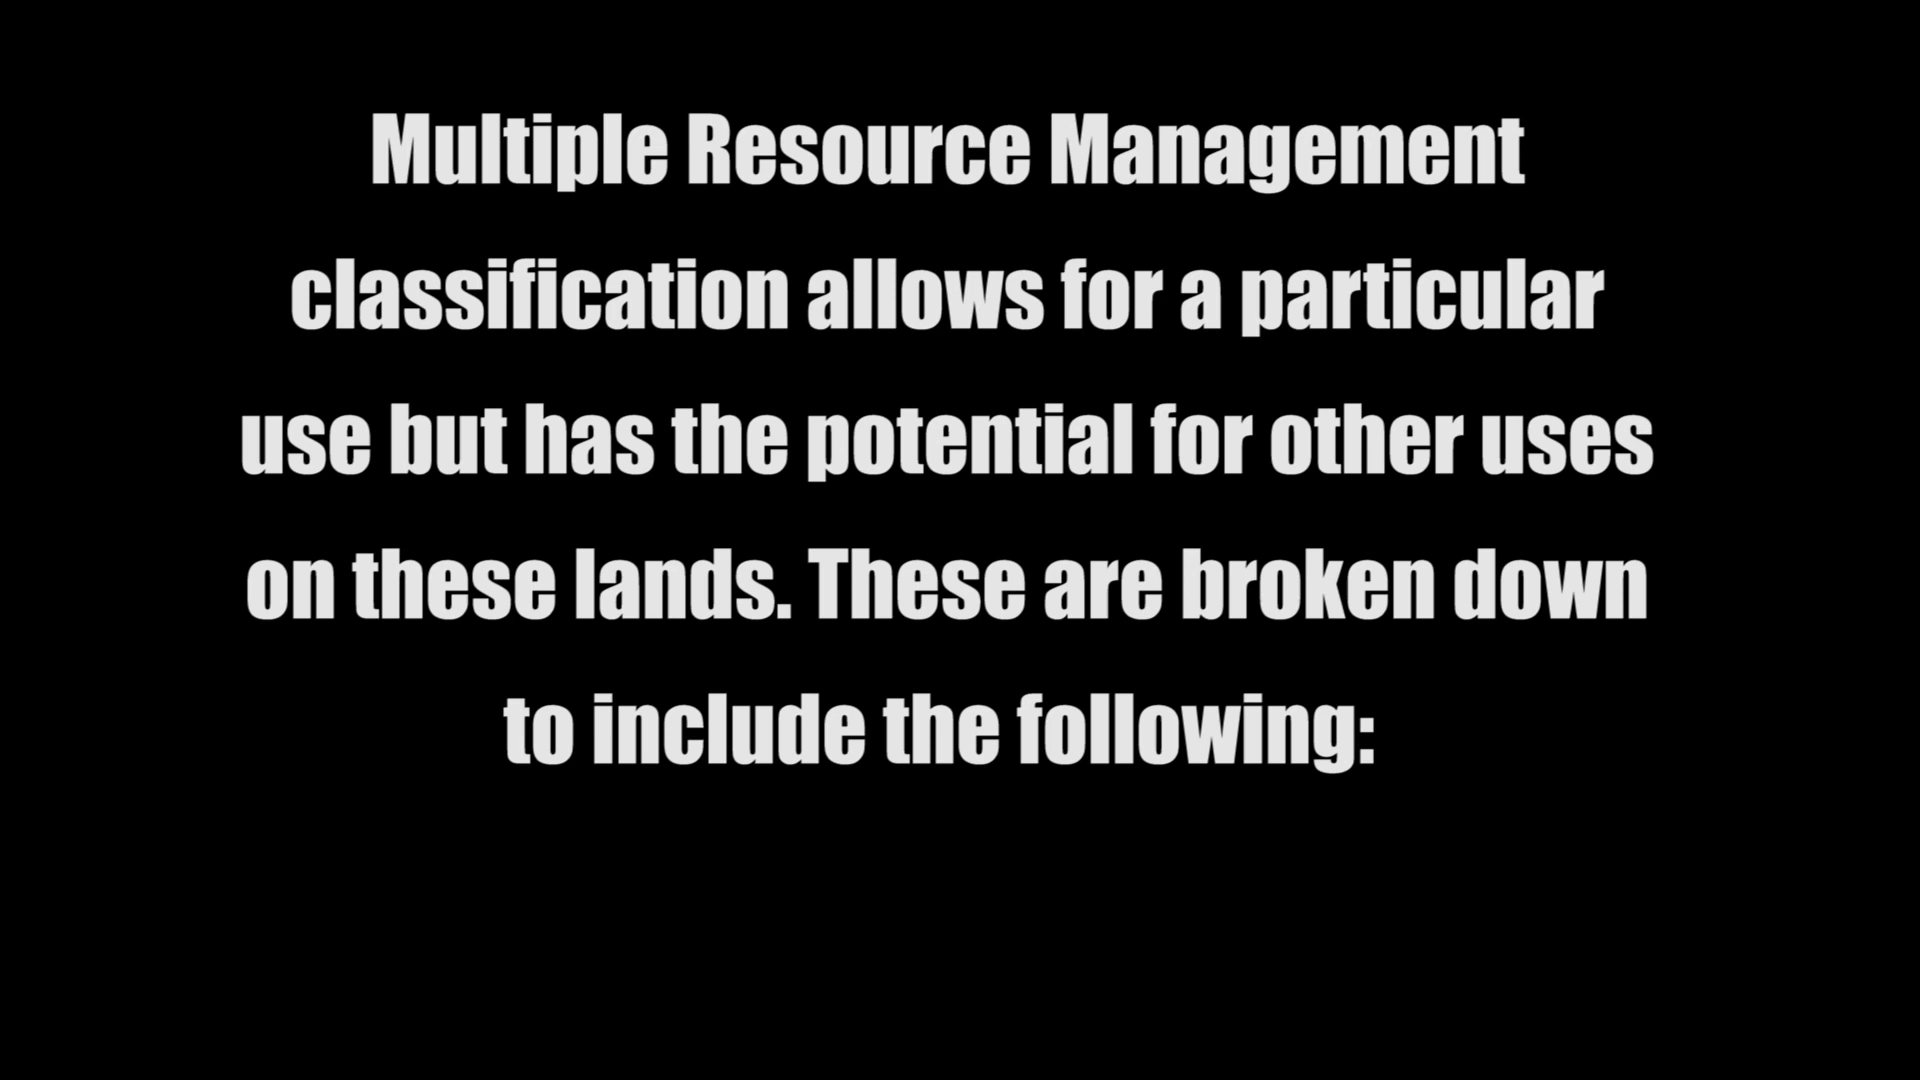 Multiple Resource Management
classification allows for a particular
use but has the potential for other uses
on these lands. These are broken down
to include the following: